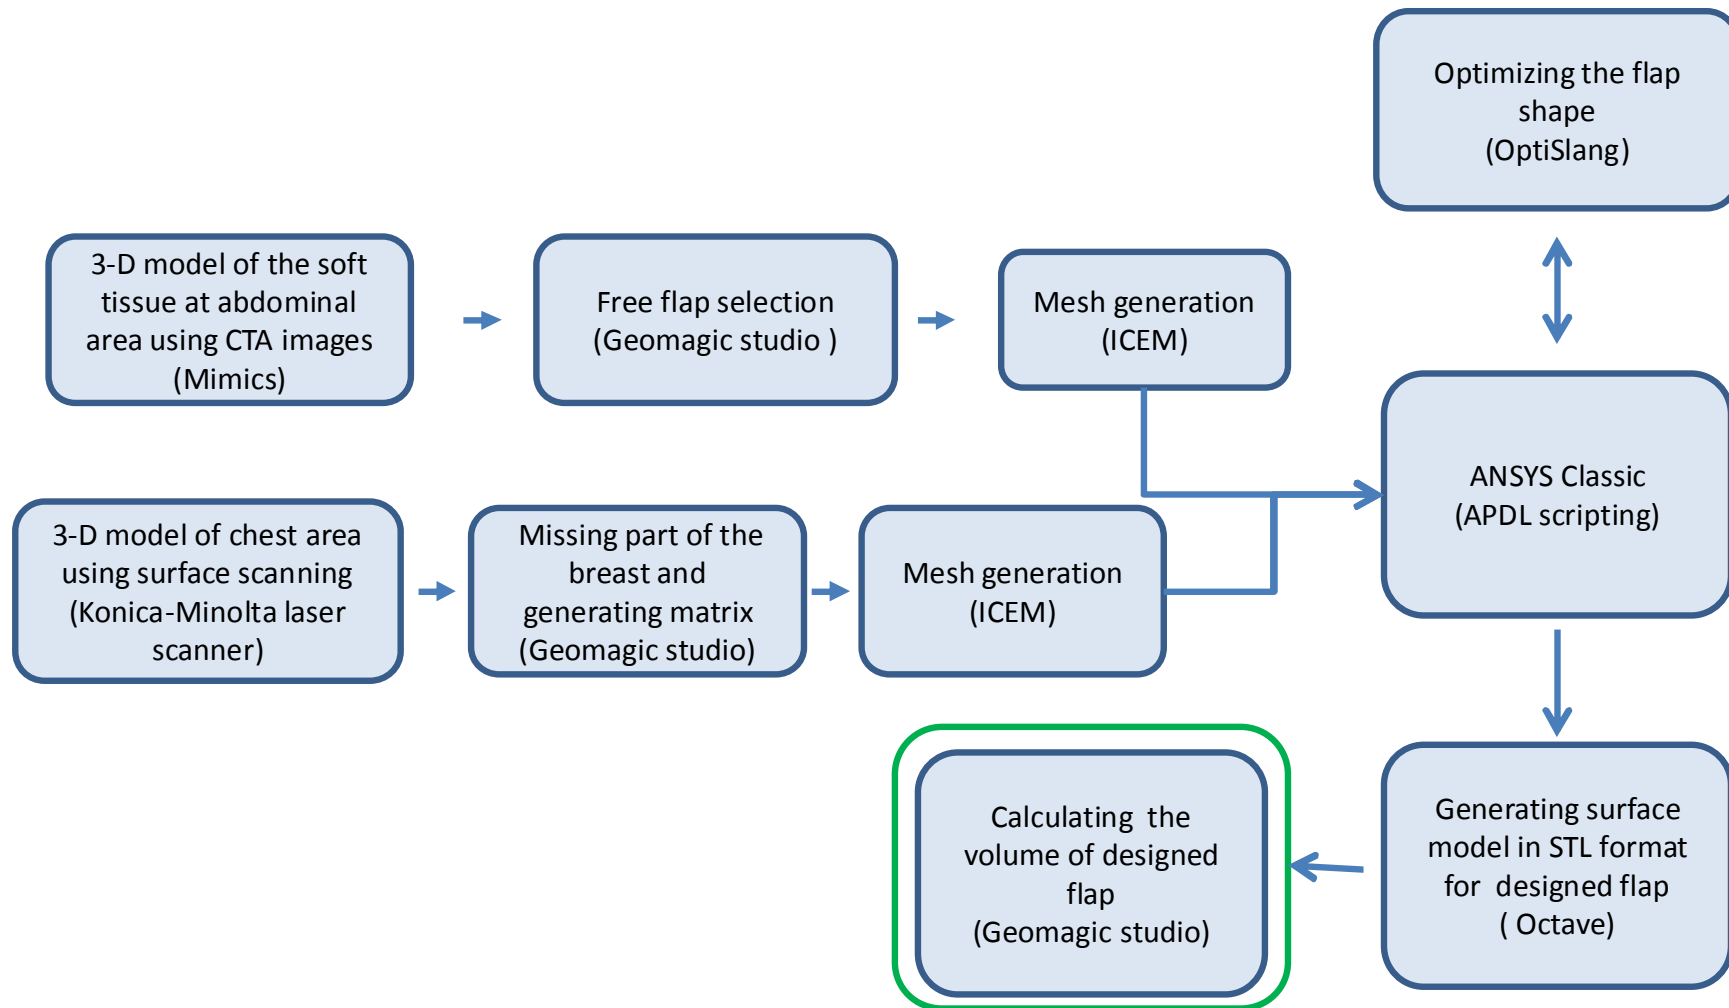 Optimizing the flap
shape
(OptiSlang)
3-D model of the soft
tissue at abdominal
area using CTA images
(Mimics)
Free flap selection
(Geomagic studio )
Mesh generation
(ICEM)
ANSYS Classic
(APDL scripting)
3-D model of chest area
using surface scanning
(Konica-Minolta laser
scanner)
Missing part of the
breast and
generating matrix
(Geomagic studio)
Mesh generation
(ICEM)
Calculating  the
volume of designed
flap
(Geomagic studio)
Generating surface
model in STL format
for  designed flap
( Octave)